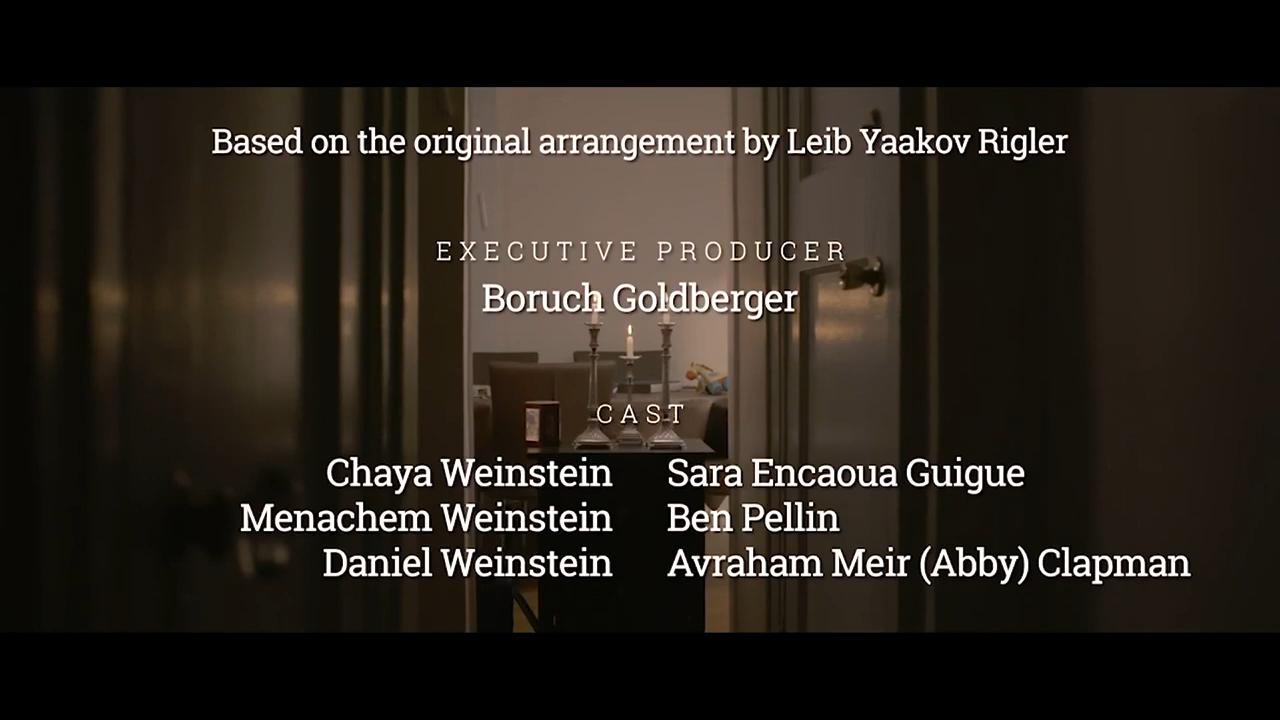 Based on the original arrangement by Leib Yaakov Rigler
EXECUTIVE PRODUCER
Boruch Goldberger
CAST
Chaya Weinstein Sara Encaoua Guigue
Menachem Weinstein Ben Pellin
Daniel Weinstein Avraham Meir (Abby) Clapman